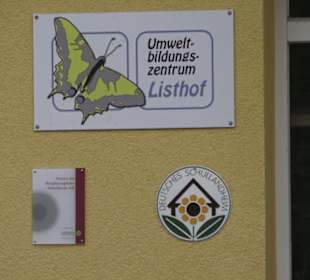 Umwelt-
bildungs-
zentrum
Listhof
DEUTSCHES SCHULLANDHEIM